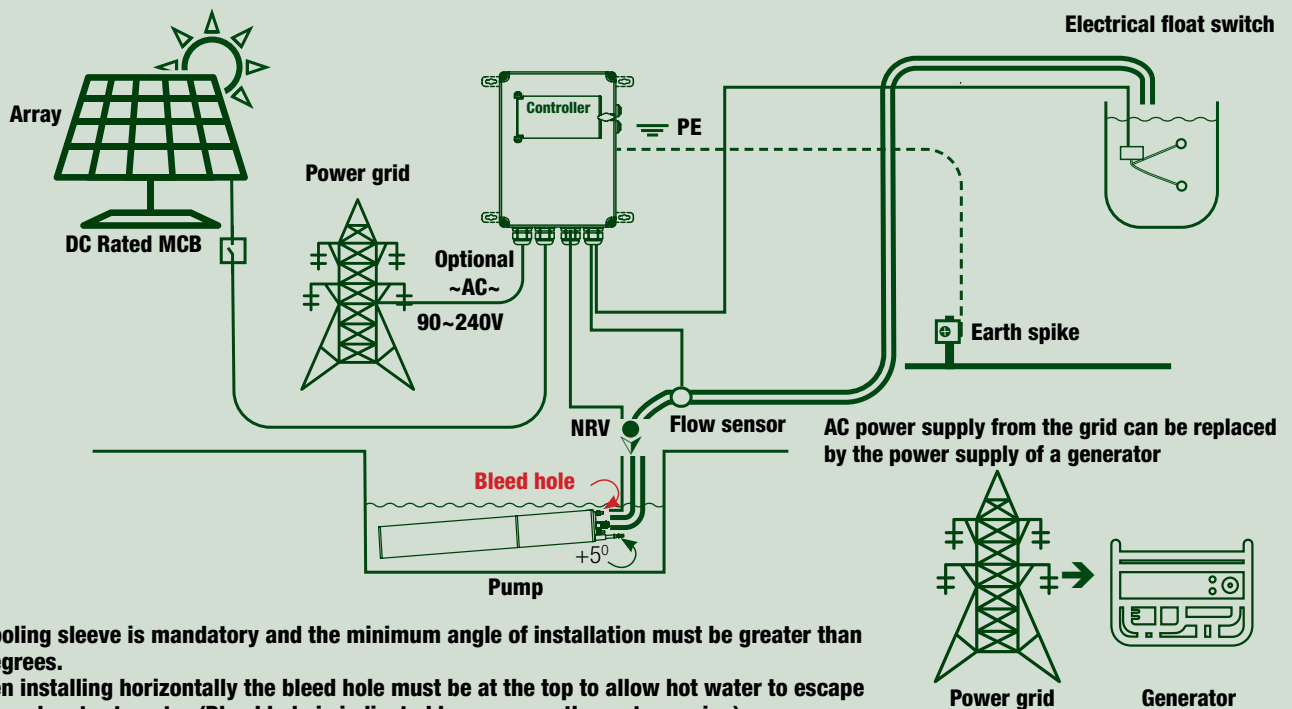 Electrical float switch
Array
Controller
PE
Power grid
DC Rated MCB
Optional
~AC~
90~240V
Earth spike
NRV
Flow sensor
AC power supply from the grid can be replaced
by the power supply of a generator
Bleed hole
+5⁰
Pump
sleeve is mandatory and the minimum angle of installation must be greater than
installing horizontally the bleed hole must be at the top to allow hot water to escape
Power grid
Generator